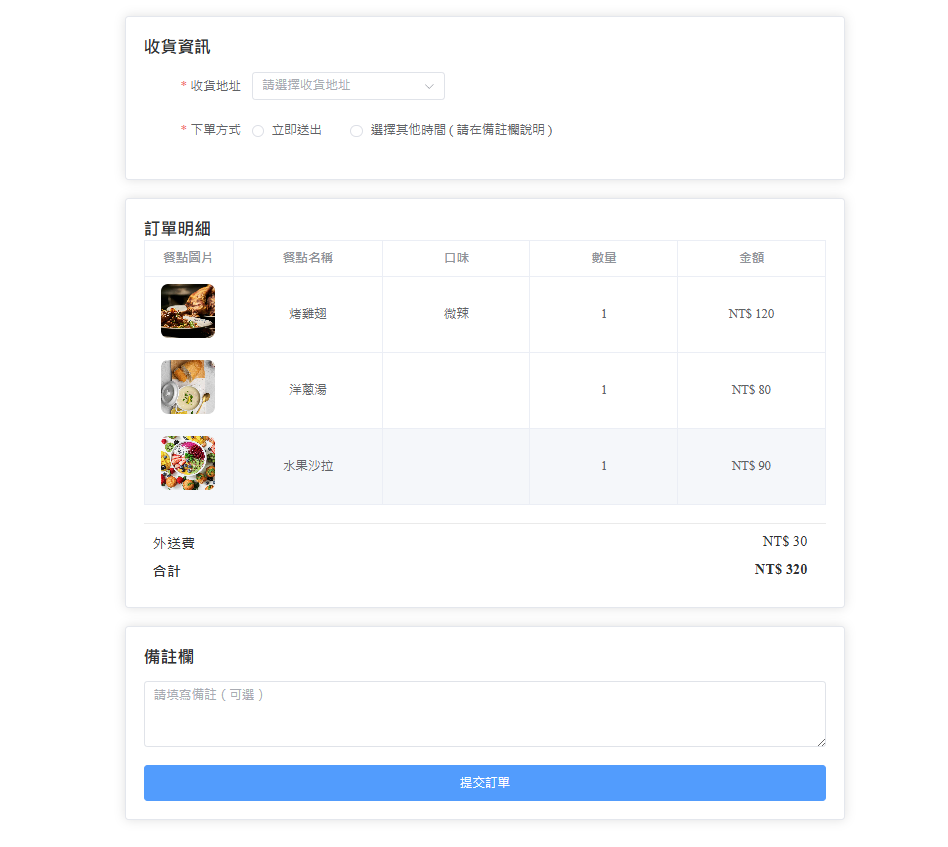 收貨資訊
* 收貨地址 請選擇收貨地址
* 下單方式 立即送出 選擇其他時間 ( 請在備註欄說明 )
訂單明細
餐點圖片 餐點名稱 口味 數量 金額
烤雞翅 微辣 1 NT$ 120
洋蔥湯 1 NT$ 80
水果沙拉 1 NT$ 90
外送費 NT$ 30
合計 NT$ 320
備註欄
請填寫備註 ( 可選 )
提交訂單